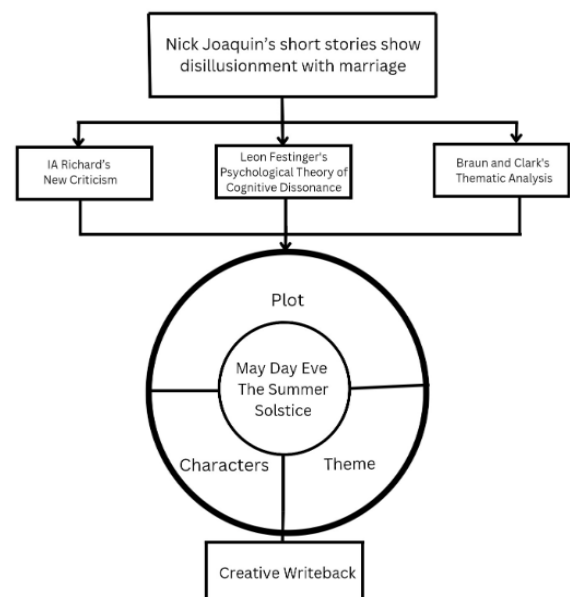 Nick Joaquin’s short stories show
disillusionment with marriage
IA Richard's
New Criticism
Leon Festinger's
Psychological Theory of
Cognitive Dissonance
Braun and Clark's
Thematic Analysis
Plot
May Day Eve
The Summer
Solstice
Characters
Theme
Creative Writeback